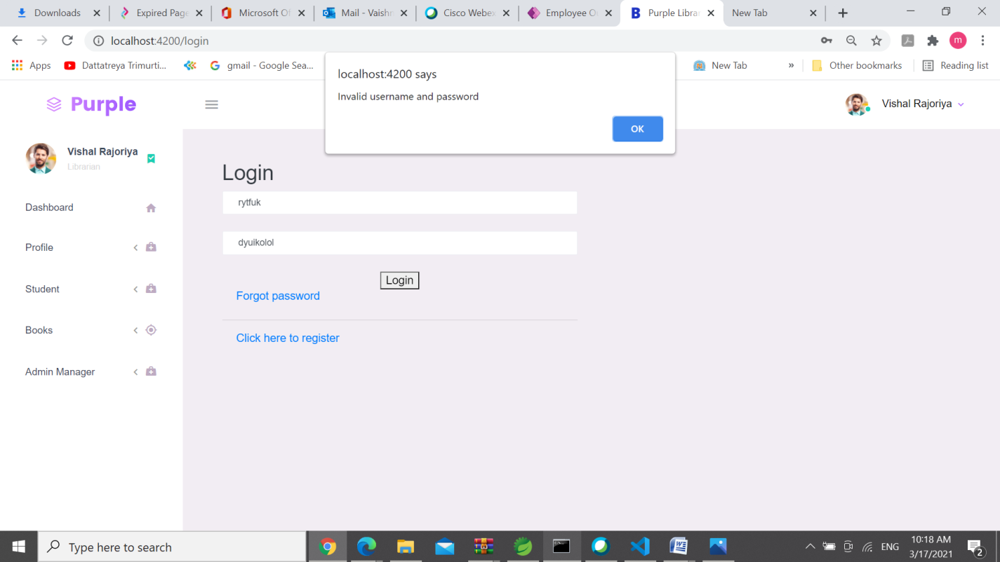 Downloads
Expired Page
Microsoft Of
Mail - Vaishn
Cisco Webex
Employee O
Purple Librar
New Tab
localhost:4200/login
m
Apps
Dattatreya Trimurti...
gmail - Google Sea...
New Tab
»
Other bookmarks
Reading list
localhost:4200 says
Invalid username and password
OK
Purple
Vishal Rajoriya
Vishal Rajoriya
Librarian
Dashboard
Profile
Student
Books
Admin Manager
Login
rytfuk
dyuikolol
Login
Forgot password
Click here to register
Type here to search
ENG
10:18 AM
3/17/2021
2